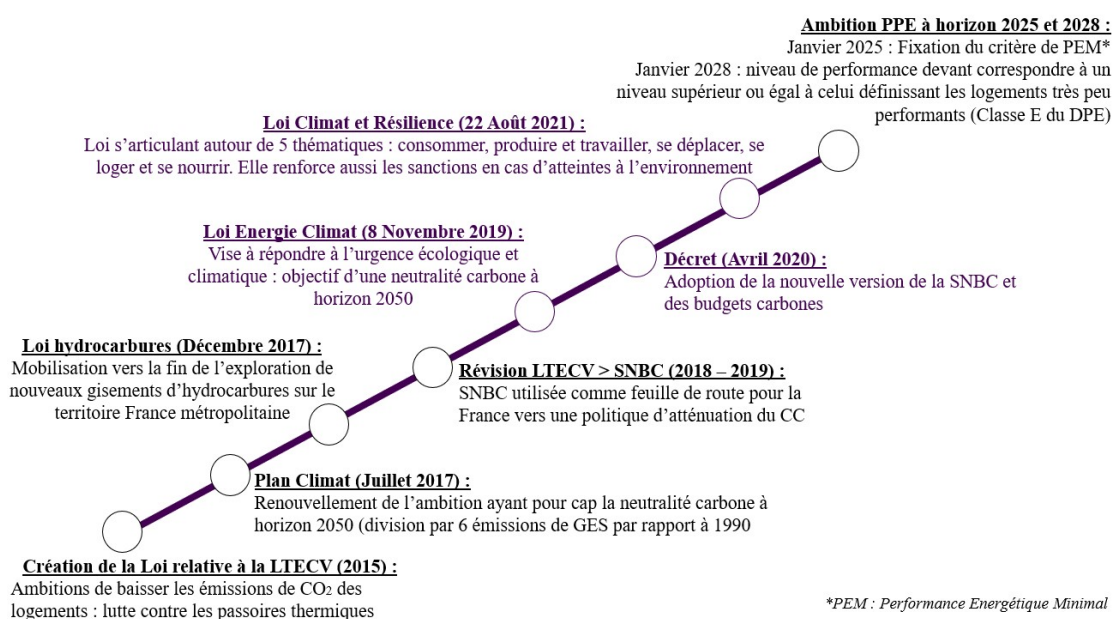 Ambition PPE à horizon 2025 et 2028 :
Janvier 2025 : Fixation du critère de PEM*
Janvier 2028 : niveau de performance devant correspondre à un
niveau supérieur ou égal à celui définissant les logements très peu
performants (Classe E du DPE)
Loi Climat et Résilience (22 Août 2021) :
Loi s’articulant autour de 5 thématiques : consommer, produire et travailler, se déplacer, se
loger et se nourrir. Elle renforce aussi les sanctions en cas d’atteintes à l’environnement
Loi Energie Climat (8 Novembre 2019) :
Vise à répondre à l’urgence écologique et
climatique : objectif d’une neutralité carbone à
horizon 2050
Décret (Avril 2020) :
Adoption de la nouvelle version de la SNBC et
des budgets carbones
Loi hydrocarbures (Décembre 2017) :
Mobilisation vers la fin de l’exploration de
nouveaux gisements d’hydrocarbures sur le
territoire France métropolitaine
Révision LTECV > SNBC (2018 – 2019) :
SNBC utilisée comme feuille de route pour la
France vers une politique d’atténuation du CC
Plan Climat (Juillet 2017) :
Renouvellement de l’ambition ayant pour cap la neutralité carbone à
horizon 2050 (division par 6 émissions de GES par rapport à 1990
Création de la Loi relative à la LTECV (2015) :
Ambitions de baisser les émissions de CO2 des
logements : lutte contre les passoires thermiques
*PEM : Performance Energétique Minimal